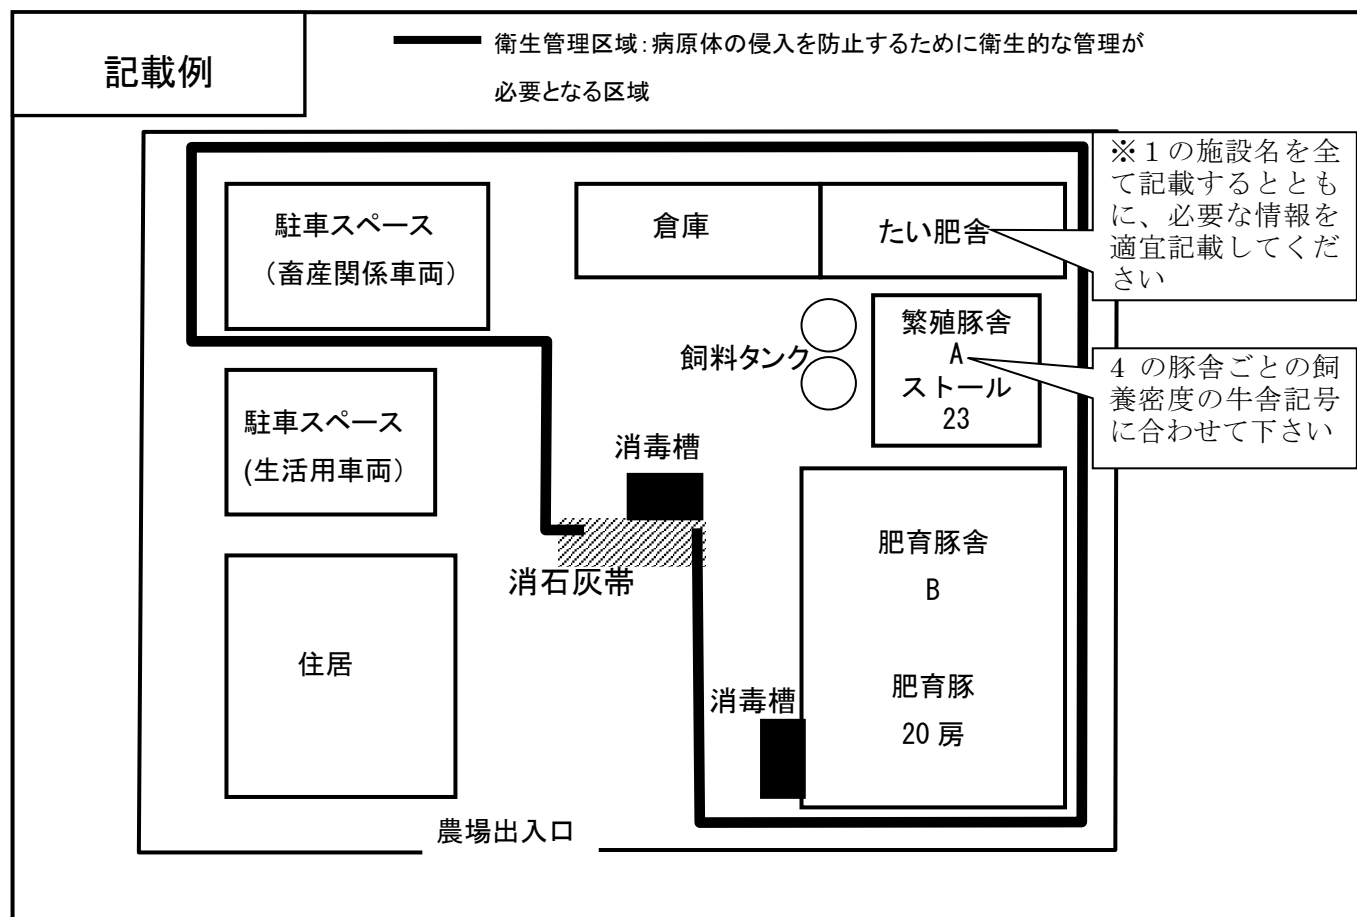 記載例
衛生管理区域：病原体の侵入を防止するために衛生的な管理が
必要となる区域
※１の施設名を全
て記載するととも
に、必要な情報を
適宜記載してくだ
さい
駐車スペース
（畜産関係車両）
倉庫
たい肥舎
繁殖豚舎
A
ストール
23
飼料タンク
4 の豚舎ごとの飼
養密度の牛舎記号
に合わせて下さい
駐車スペース
(生活用車両）
消毒槽
消石灰帯
肥育豚舎
B
肥育豚
20 房
住居
消毒槽
農場出入口